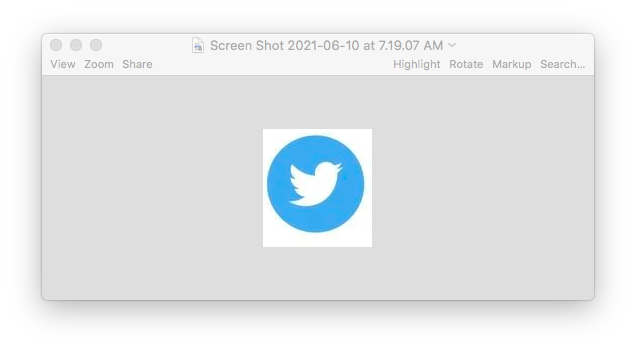 Screen Shot 2021-06-10 at 7.19.07 AM
View Zoom Share Highlight Rotate Markup Search...